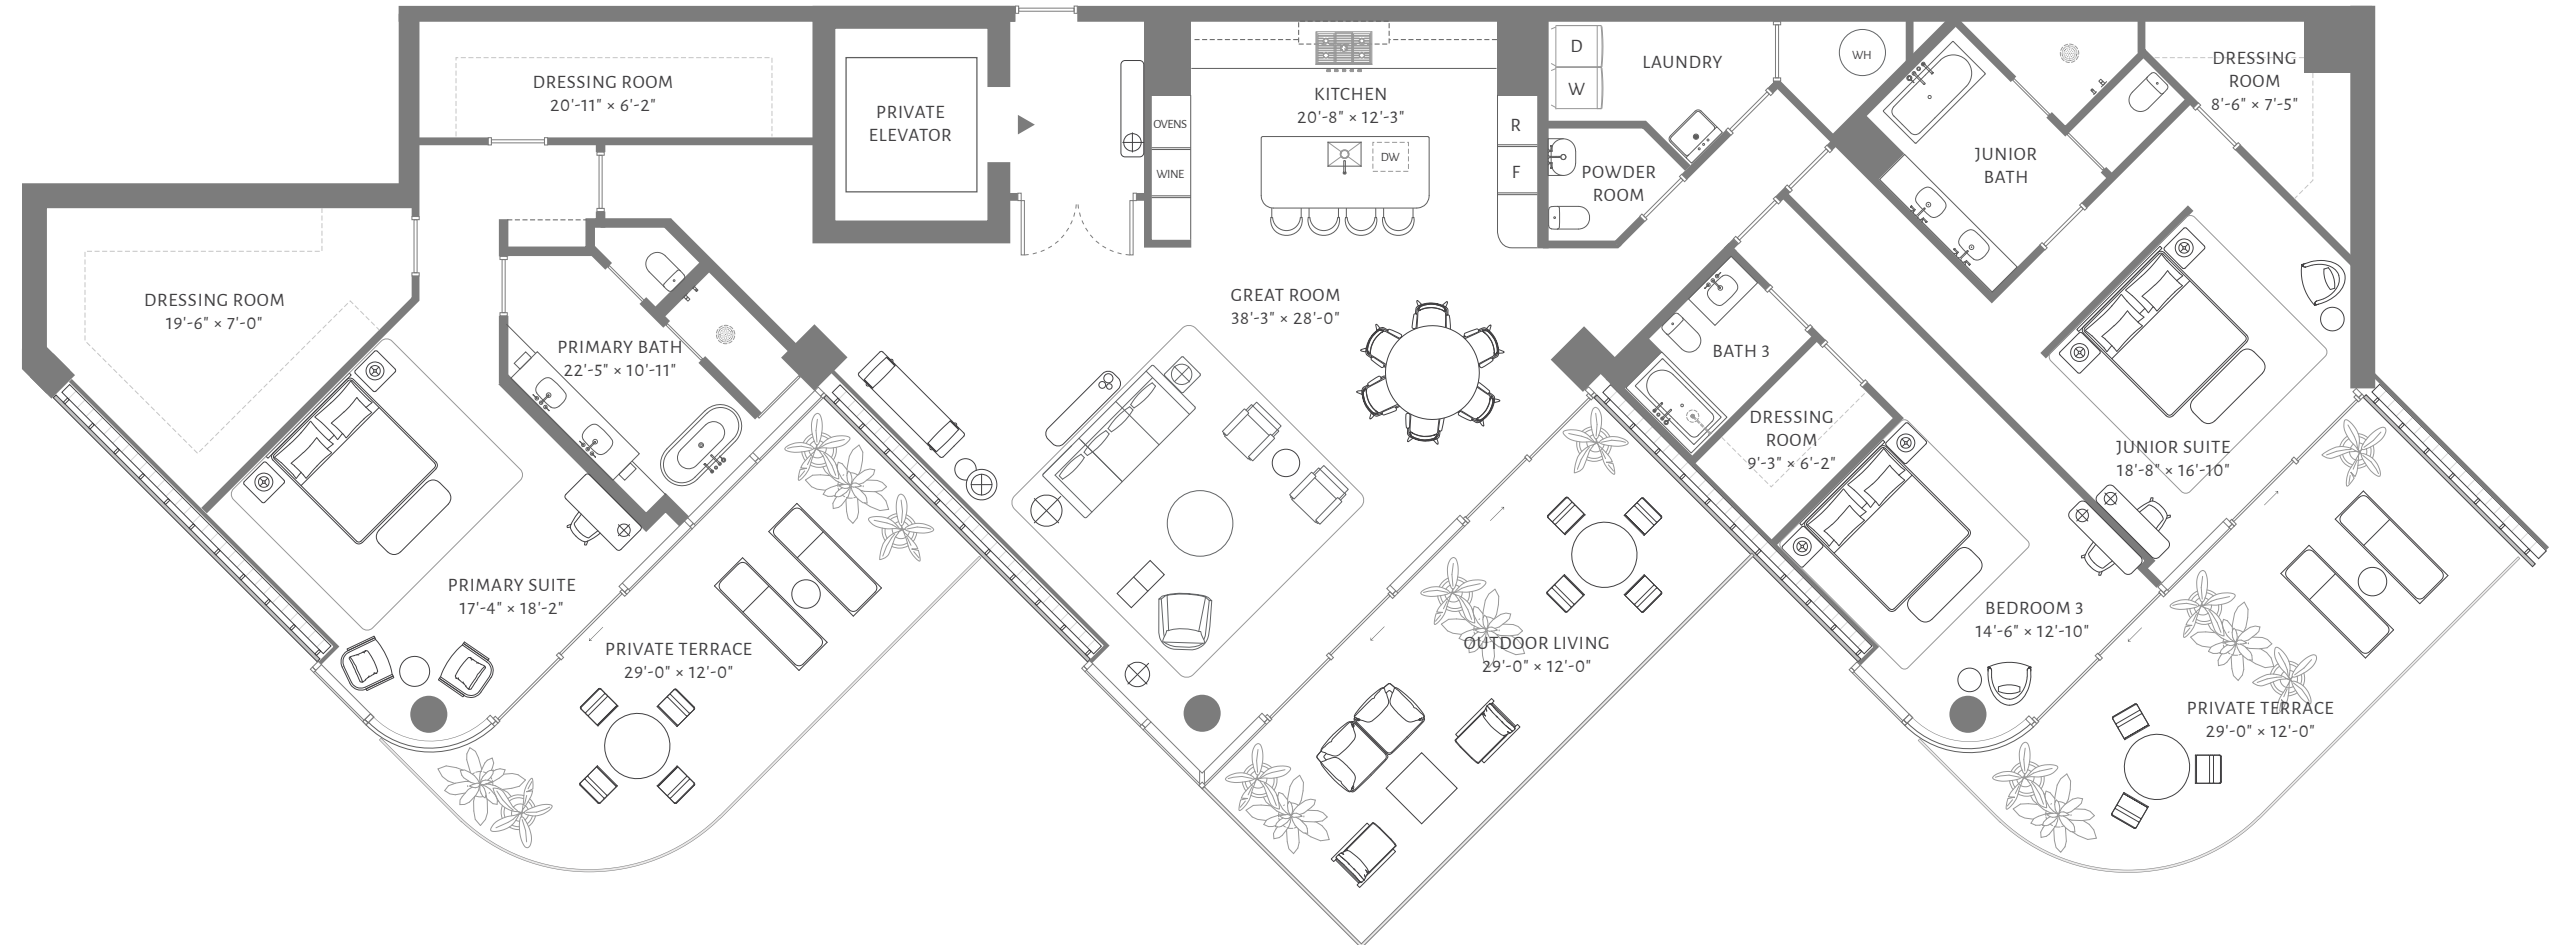 DRESSING ROOM
20'-11" × 6'-2"
PRIVATE
ELEVATOR
OVENS
WINE
KITCHEN
20'-8" × 12'-3"
DW
R
F
D
W
LAUNDRY
WH
POWDER
ROOM
JUNIOR
BATH
DRESSING
ROOM
8'-6" × 7'-5"
DRESSING ROOM
19'-6" × 7'-0"
PRIMARY BATH
22'-5" × 10'-11"
GREAT ROOM
38'-3" × 28'-0"
BATH 3
DRESSING
ROOM
9'-3" × 6'-2"
JUNIOR SUITE
18'-8" × 16'-10"
PRIMARY SUITE
17'-4" × 18'-2"
PRIVATE TERRACE
29'-0" × 12'-0"
OUTDOOR LIVING
29'-0" × 12'-0"
BEDROOM 3
14'-6" × 12'-10"
PRIVATE TERRACE
29'-0" × 12'-0"